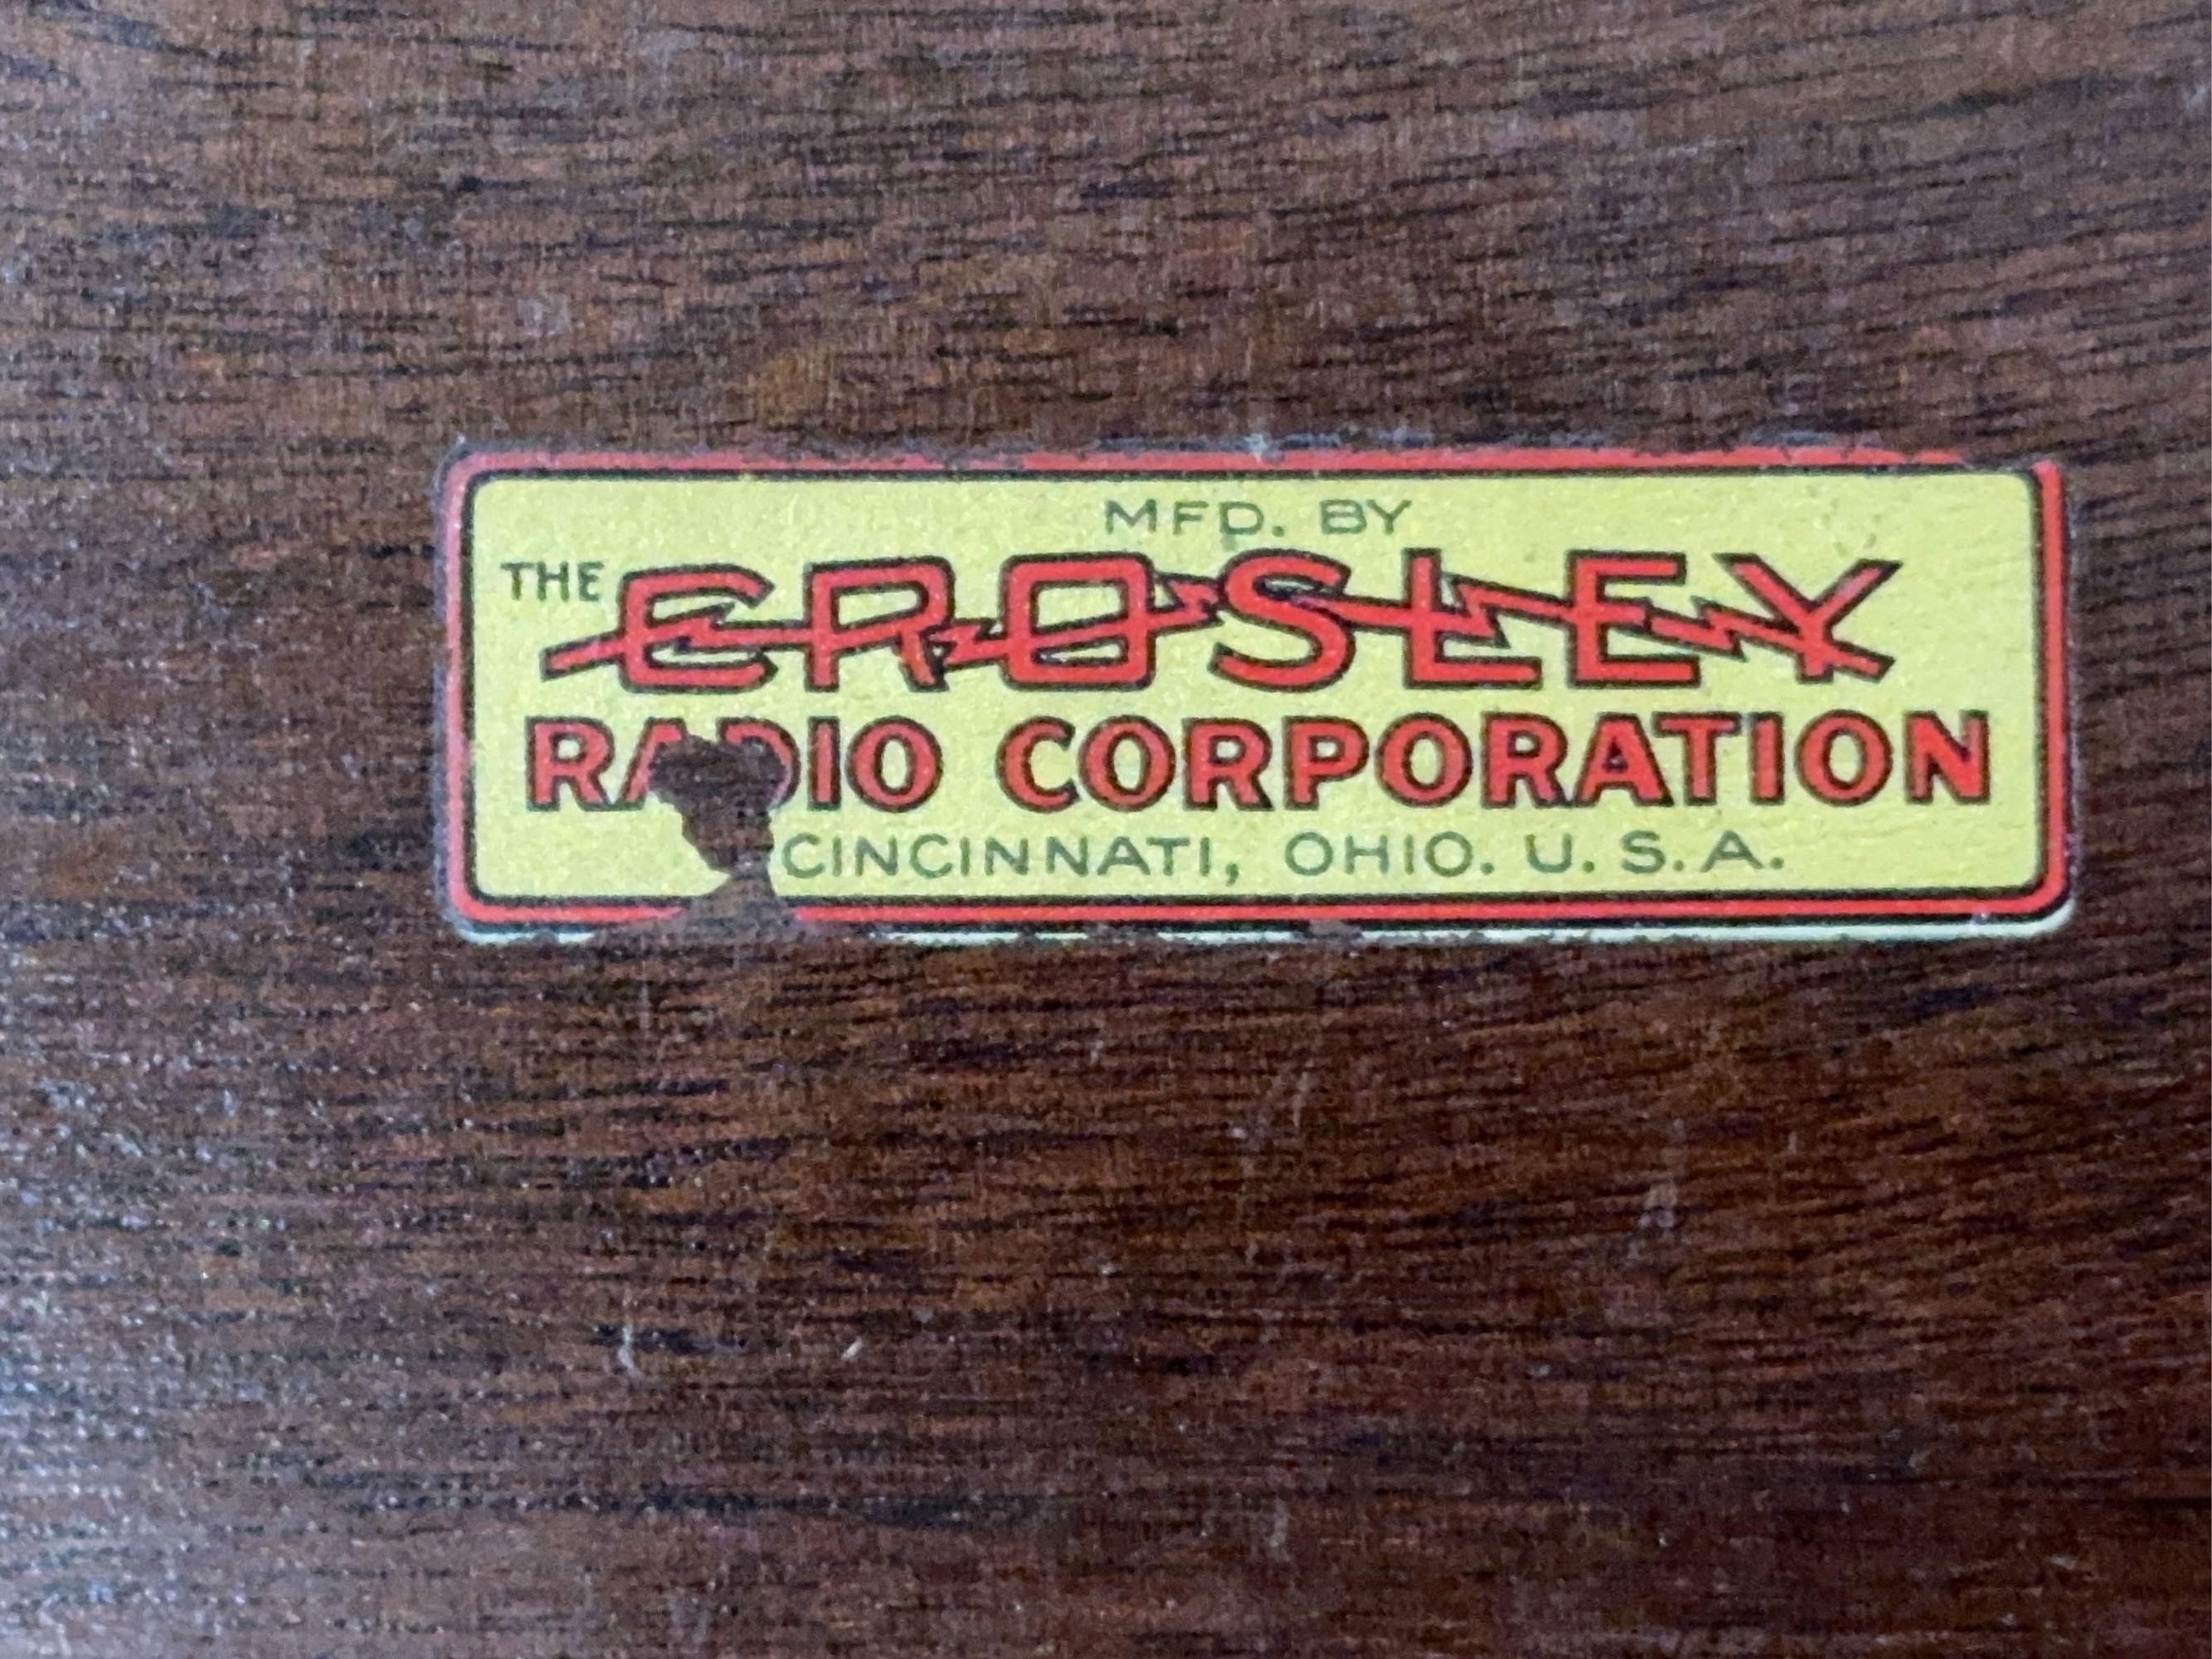 MFD. BY
THE CROSLEY
RADIO CORPORATION
CINCINNATI, OHIO. U.S.A.